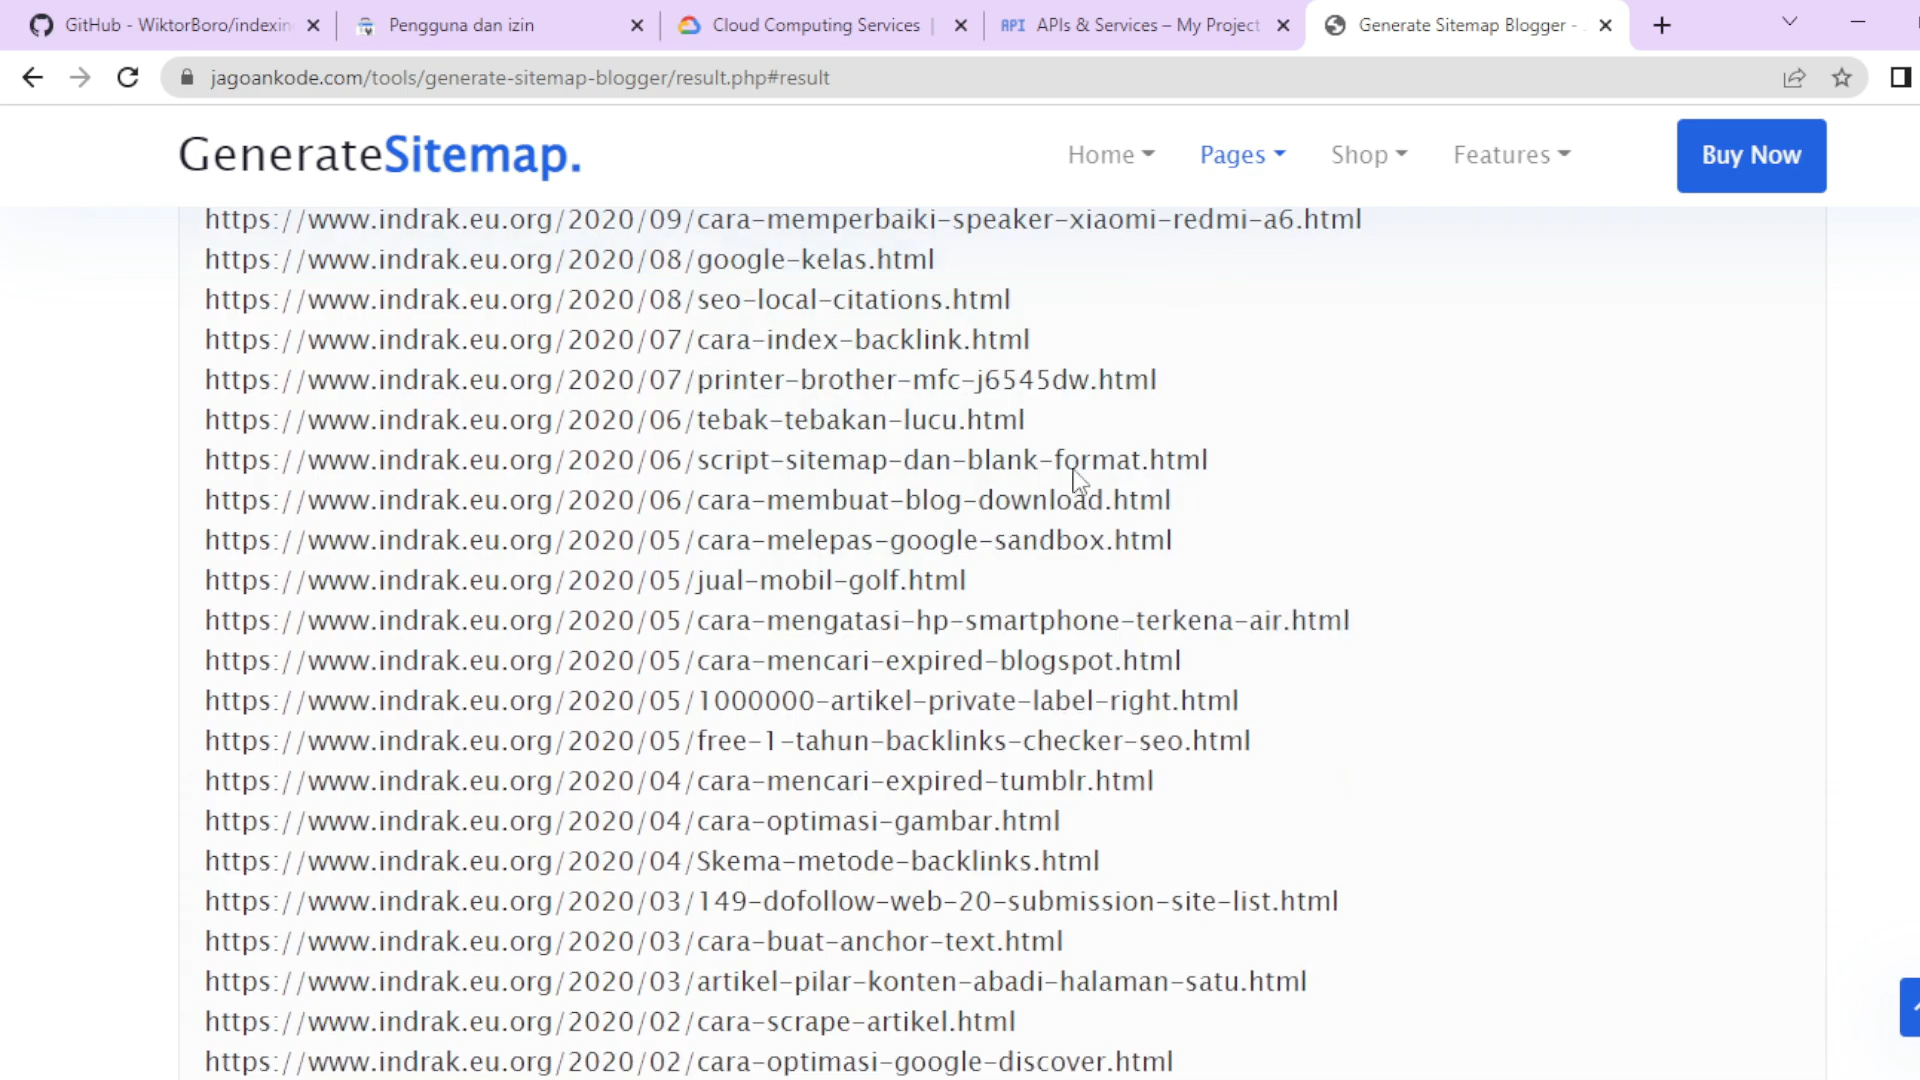 GitHub - WiktorBoro/indexin
Pengguna dan izin
Cloud Computing Services |
API APIs & Services – My Project
Generate Sitemap Blogger -
jagoankode.com/tools/generate-sitemap-blogger/result.php#result
GenerateSitemap.
Home
Pages
Shop
Features
Buy Now
https://www.indrak.eu.org/2020/09/cara-memperbaiki-speaker-xiaomi-redmi-a6.html
https://www.indrak.eu.org/2020/08/google-kelas.html
https://www.indrak.eu.org/2020/08/seo-local-citations.html
https://www.indrak.eu.org/2020/07/cara-index-backlink.html
https://www.indrak.eu.org/2020/07/printer-brother-mfc-j6545dw.html
https://www.indrak.eu.org/2020/06/tebak-tebakan-lucu.html
https://www.indrak.eu.org/2020/06/script-sitemap-dan-blank-format.html
https://www.indrak.eu.org/2020/06/cara-membuat-blog-download.html
https://www.indrak.eu.org/2020/05/cara-melepas-google-sandbox.html
https://www.indrak.eu.org/2020/05/jual-mobil-golf.html
https://www.indrak.eu.org/2020/05/cara-mengatasi-hp-smartphone-terkena-air.html
https://www.indrak.eu.org/2020/05/cara-mencari-expired-blogspot.html
https://www.indrak.eu.org/2020/05/1000000-artikel-private-label-right.html
https://www.indrak.eu.org/2020/05/free-1-tahun-backlinks-checker-seo.html
https://www.indrak.eu.org/2020/04/cara-mencari-expired-tumblr.html
https://www.indrak.eu.org/2020/04/cara-optimasi-gambar.html
https://www.indrak.eu.org/2020/04/Skema-metode-backlinks.html
https://www.indrak.eu.org/2020/03/149-dofollow-web-20-submission-site-list.html
https://www.indrak.eu.org/2020/03/cara-buat-anchor-text.html
https://www.indrak.eu.org/2020/03/artikel-pilar-konten-abadi-halaman-satu.html
https://www.indrak.eu.org/2020/02/cara-scrape-artikel.html
https://www.indrak.eu.org/2020/02/cara-optimasi-google-discover.html